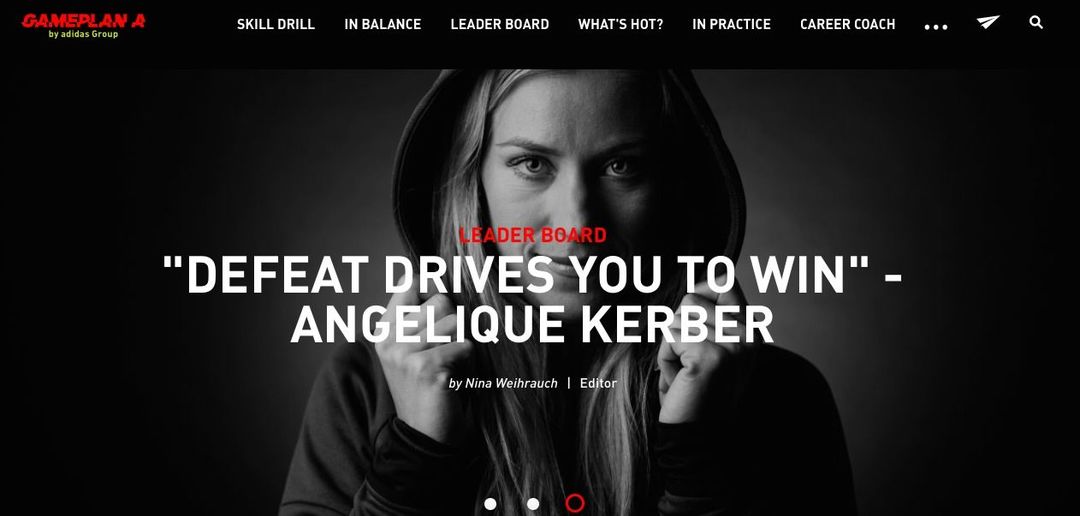 GAMEPLAN A
by adidas Group
SKILL DRILL IN BALANCE LEADER BOARD WHAT'S HOT? IN PRACTICE CAREER COACH
LEADER BOARD
"DEFEAT DRIVES YOU TO WIN" -
ANGELIQUE KERBER
by Nina Weihrauch | Editor